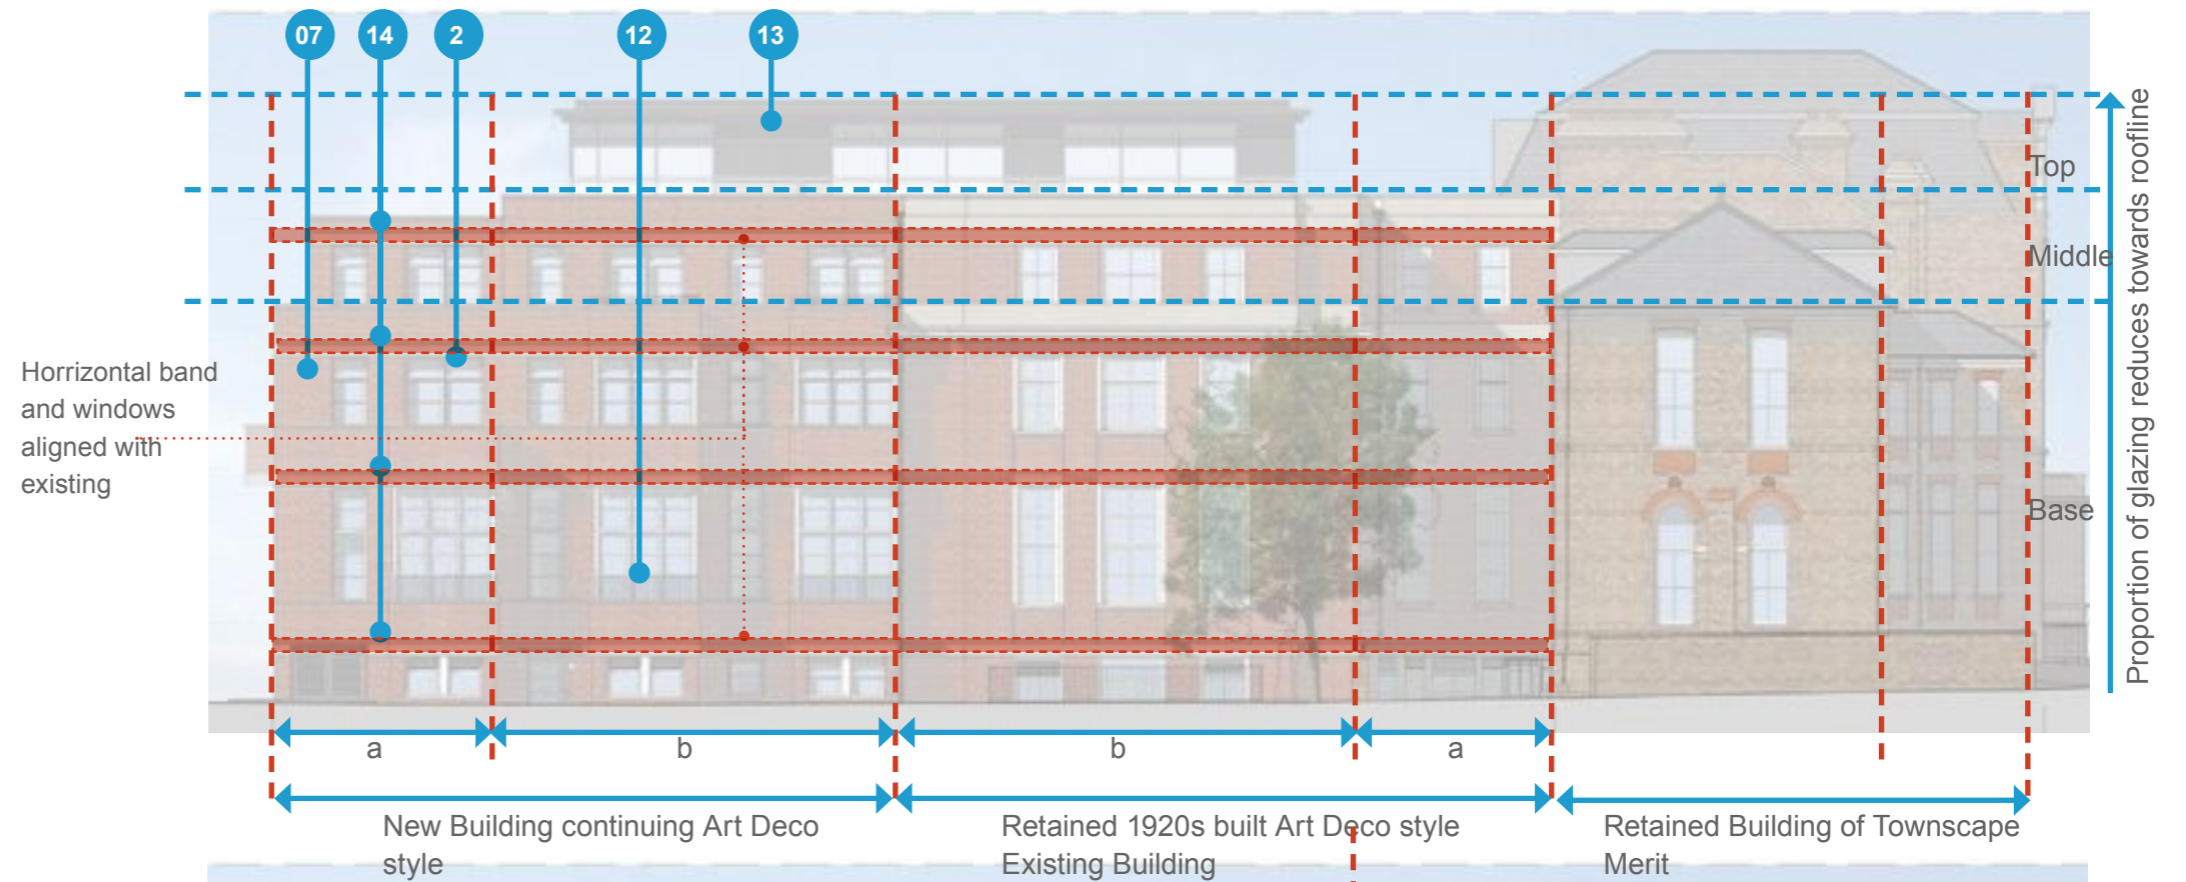 07 14 2 12 13
Top
Middle
Base
Proportion of glazing reduces towards roofline
Horrizontal band
and windows
aligned with
existing
a b b a
New Building continuing Art Deco
style
Retained 1920s built Art Deco style
Existing Building
Retained Building of Townscape
Merit